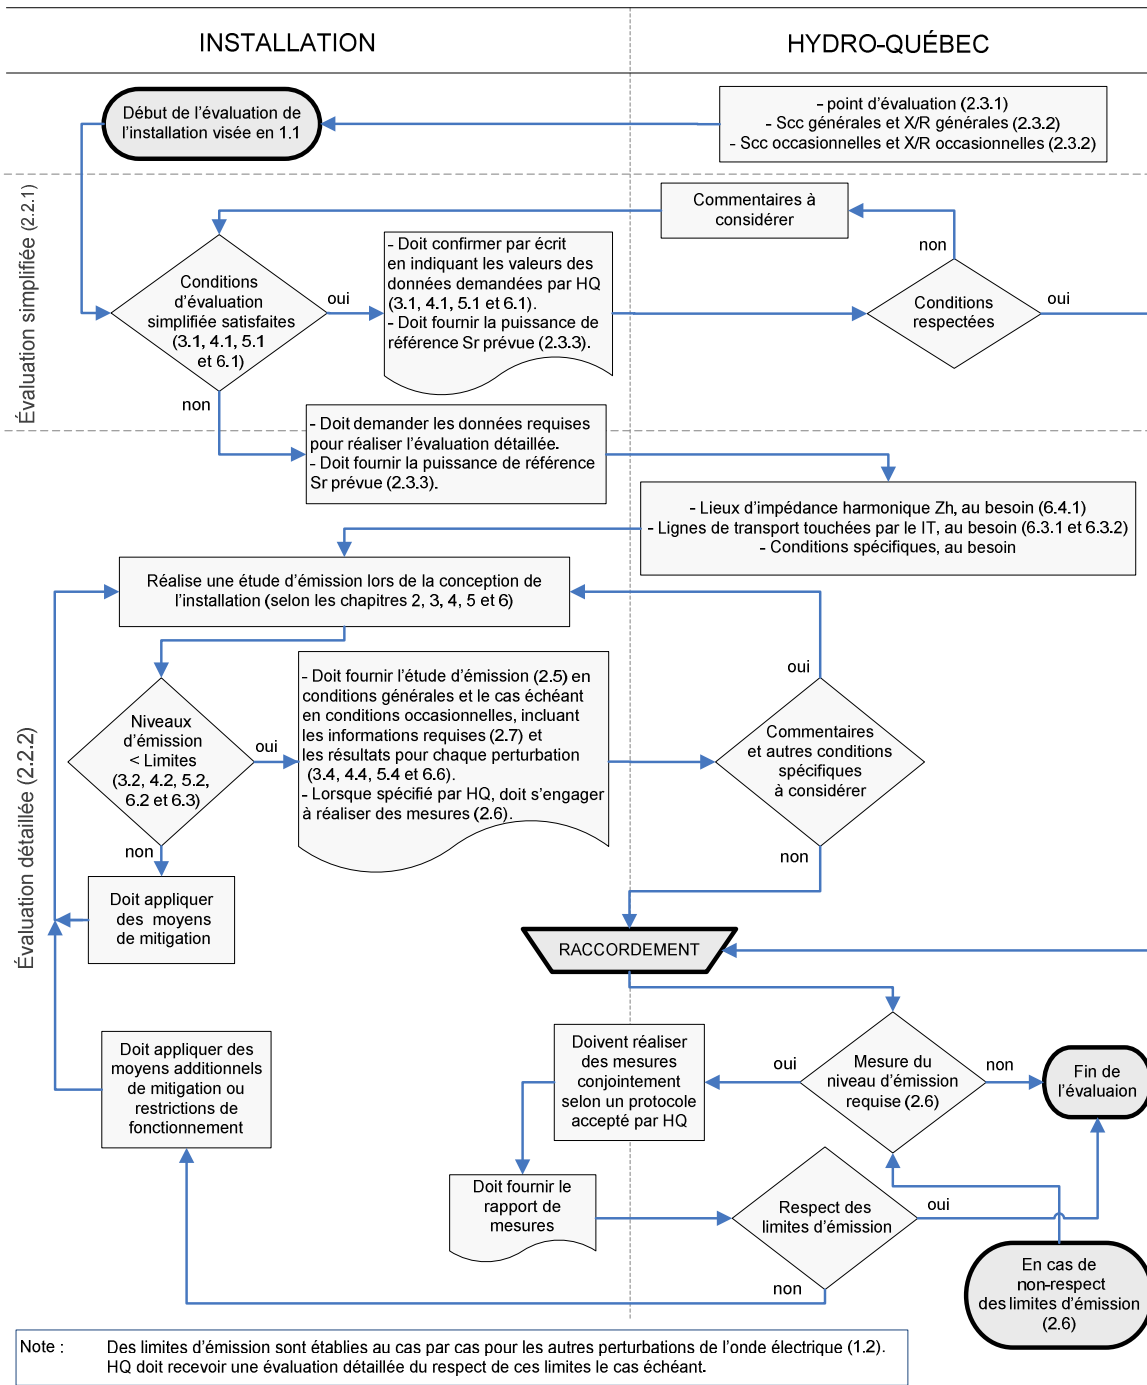 INSTALLATION
HYDRO-QUÉBEC
Début de l'évaluation de
l'installation visée en 1.1
– point d'évaluation (2.3.1)
– Scc générales et X/R générales (2.3.2)
– Scc occasionnelles et X/R occasionnelles (2.3.2)
Évaluation simplifiée (2.2.1)
Commentaires à
considérer
non
Conditions
d'évaluation
simplifiée satisfaites
(3.1, 4.1, 5.1
et 6.1)
oui
- Doit confirmer par écrit
en indiquant les valeurs des
données demandées par HQ
(3.1, 4.1, 5.1 et 6.1).
- Doit fournir la puissance de
référence Sr prévue (2.3.3).
Conditions
respectées
oui
non
- Doit demander les données requises
pour réaliser l'évaluation détaillée.
- Doit fournir la puissance de référence
Sr prévue (2.3.3).
- Lieux d'impédance harmonique Zh, au besoin (6.4.1)
- Lignes de transport touchées par le IT, au besoin (6.3.1 et 6.3.2)
- Conditions spécifiques, au besoin
Évaluation détaillée (2.2.2)
Réalise une étude d'émission lors de la conception de
l'installation (selon les chapitres 2, 3, 4, 5 et 6)
oui
Niveaux
d'émission
< Limites
(3.2, 4.2, 5.2,
6.2 et 6.3)
oui
- Doit fournir l'étude d'émission (2.5) en
conditions générales et le cas échéant
en conditions occasionnelles, incluant
les informations requises (2.7) et
les résultats pour chaque perturbation
(3.4, 4.4, 5.4 et 6.6).
- Lorsque spécifié par HQ, doit s'engager
à réaliser des mesures (2.6).
Commentaires
et autres conditions
spécifiques
à considérer
non
non
Doit appliquer
des moyens
de mitigation
RACCORDEMENT
Doit appliquer des
moyens additionnels
de mitigation ou
restrictions de
fonctionnement
Doivent réaliser
des mesures
conjointement
selon un protocole
accepté par HQ
oui
Mesure du
niveau d'émission
requise (2.6)
non
Fin de
l'évaluaion
Doit fournir le
rapport de
mesures
Respect des
limites d'émission
oui
non
En cas de
non-respect
des limites d'émission
(2.6)
Note : Des limites d'émission sont établies au cas par cas pour les autres perturbations de l'onde électrique (1.2).
HQ doit recevoir une évaluation détaillée du respect de ces limites le cas échéant.